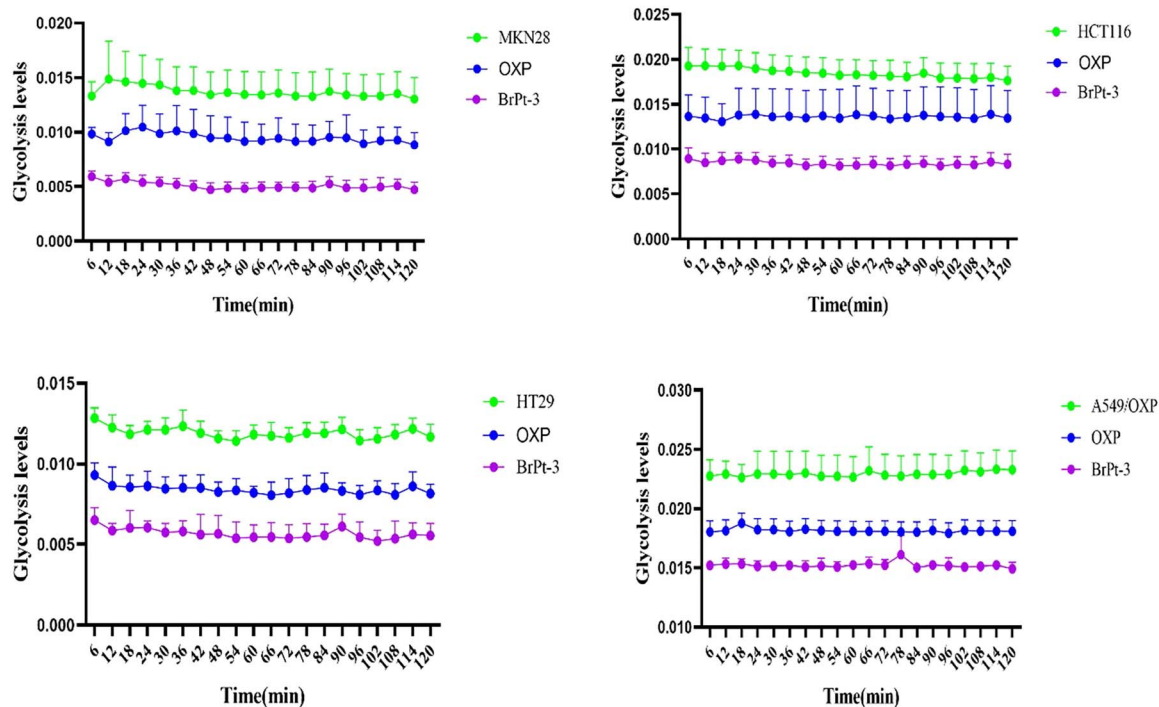 Glycolysis levels
0.020
0.015
0.010
0.005
0.000
6 12 18 24 30 36 42 48 54 60 66 72 78 84 90 96 102 108 114 120
Time(min)
MKN28
OXP
BrPt-3
Glycolysis levels
0.025
0.020
0.015
0.010
0.005
0.000
6 12 18 24 30 36 42 48 54 60 66 72 78 84 90 96 102 108 114 120
Time(min)
HCT116
OXP
BrPt-3
Glycolysis levels
0.015
0.010
0.005
0.000
6 12 18 24 30 36 42 48 54 60 66 72 78 84 90 96 102 108 114 120
Time(min)
HT29
OXP
BrPt-3
Glycolysis levels
0.030
0.025
0.020
0.015
0.010
6 12 18 24 30 36 42 48 54 60 66 72 78 84 90 96 102 108 114 120
Time(min)
A549/OXP
OXP
BrPt-3